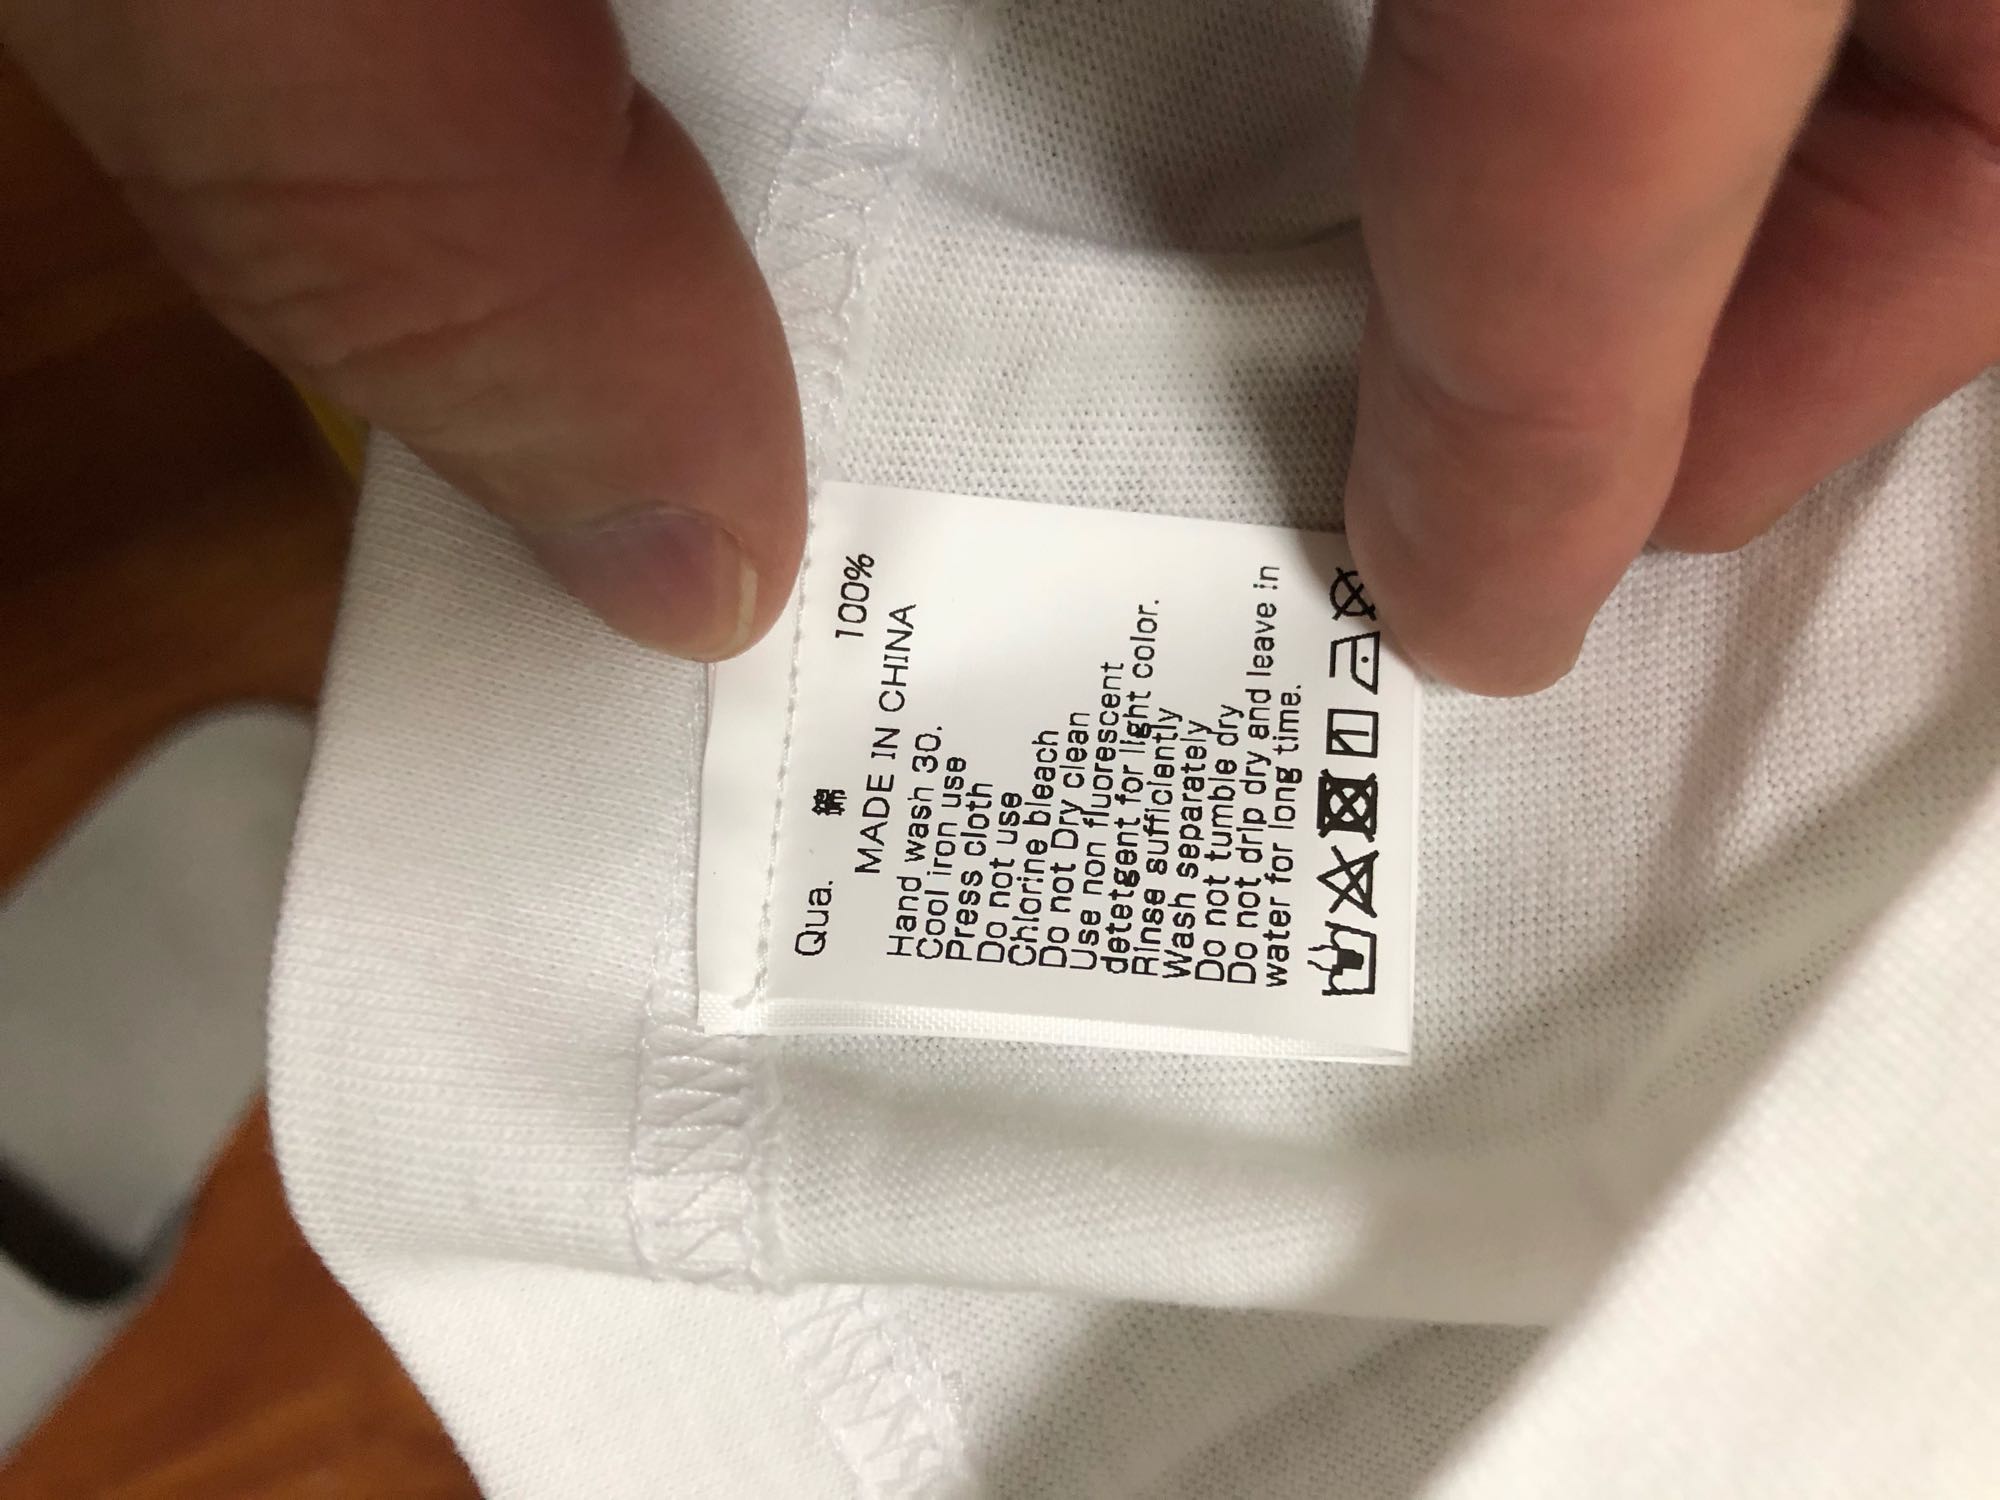 Qua. 綿 100%
MADE IN CHINA
Hand wash 30.
Cool iron use
Press cloth
Do not use
Chlorine bleach
Do not Dry clean
Use non fluorescent
detetgent for light color.
Rinse sufficiently
Wash separately
Do not tumble dry
Do not drip dry and leave in
water for long time.